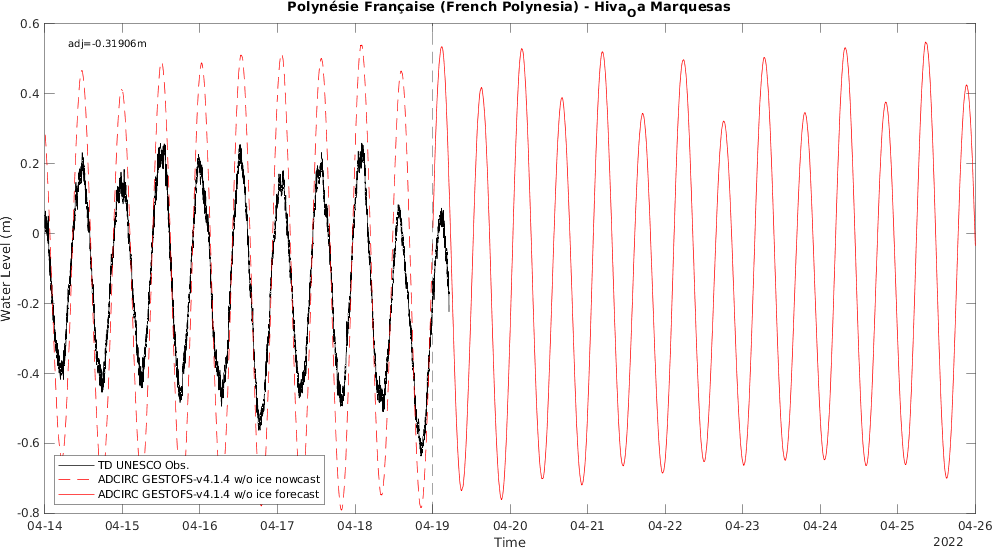 Polynésie Française (French Polynesia) - HivaOa Marquesas
adj=-0.31906m
0.6
0.4
0.2
0
-0.2
-0.4
-0.6
-0.8
Water Level (m)
TD UNESCO Obs.
ADCIRC GESTOFS-v4.1.4 w/o ice nowcast
ADCIRC GESTOFS-v4.1.4 w/o ice forecast
04-14 04-15 04-16 04-17 04-18 04-19 04-20 04-21 04-22 04-23 04-24 04-25 04-26
Time
2022